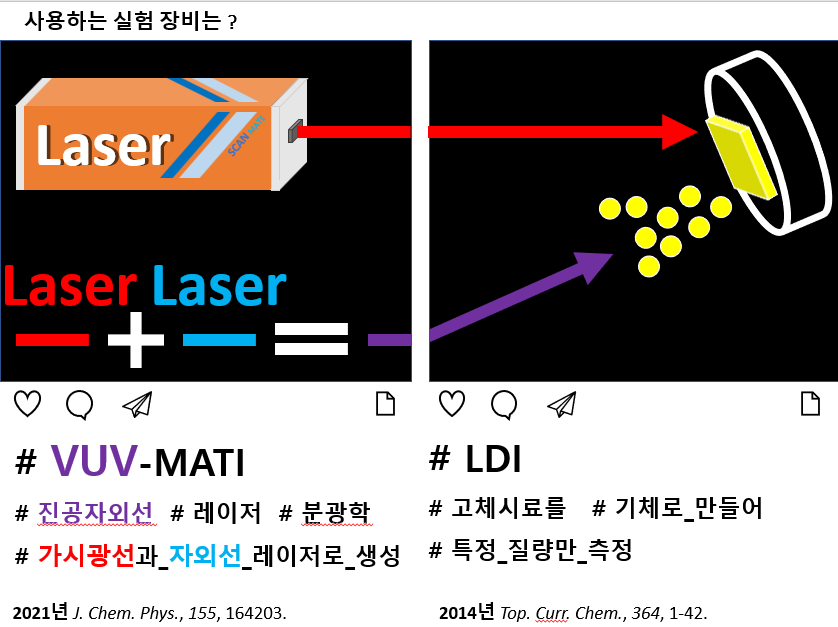 사용하는 실험 장비는 ?
Laser
SCAN MATE
Laser Laser
# VUV-MATI
# 진공자외선 # 레이저 # 분광학
# 가시광선과_자외선_레이저로_생성
2021년 J. Chem. Phys., 155, 164203.
# LDI
# 고체시료를 # 기체로_만들어
# 특정_질량만_측정
2014년 Top. Curr. Chem., 364, 1-42.